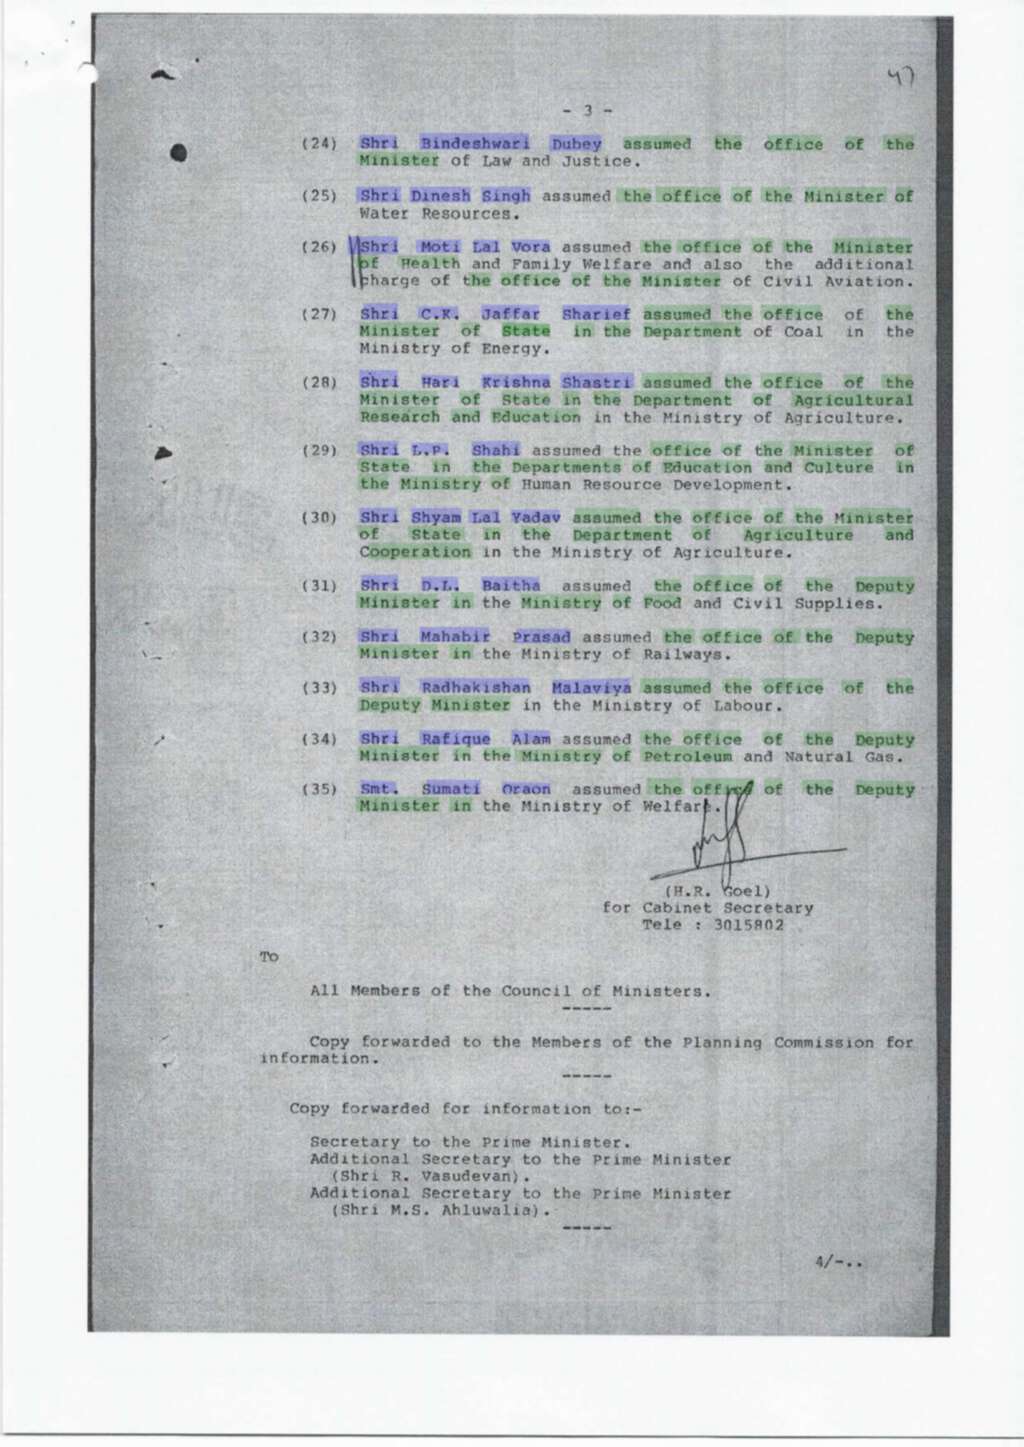 47
- 3 -
(24) Shri Bindeshwari Dubey assumed the office of the
Minister of Law and Justice.
(25) Shri Dinesh Singh assumed the office of the Minister of
Water Resources.
(26) Shri Moti Lal Vora assumed the office of the Minister
of Health and Family Welfare and also the additional
charge of the office of the Minister of Civil Aviation.
(27) Shri C.K. Jaffar Sharief assumed the office of the
Minister of State in the Department of Coal in the
Ministry of Energy.
(28) Shri Hari Krishna Shastri assumed the office of the
Minister of State in the Department of Agricultural
Research and Education in the Ministry of Agriculture.
(29) Shri L.P. Shahi assumed the office of the Minister of
State in the Departments of Education and Culture in
the Ministry of Human Resource Development.
(30) Shri Shyam Lal Yadav assumed the office of the Minister
of State in the Department of Agriculture and
Cooperation in the Ministry of Agriculture.
(31) Shri D.L. Baitha assumed the office of the Deputy
Minister in the Ministry of Food and Civil Supplies.
(32) Shri Mahabir Prasad assumed the office of the Deputy
Minister in the Ministry of Railways.
(33) Shri Radhakishan Malaviya assumed the office of the
Deputy Minister in the Ministry of Labour.
(34) Shri Rafique Alam assumed the office of the Deputy
Minister in the Ministry of Petroleum and Natural Gas.
(35) Smt. Sumati Oraon assumed the office of the Deputy
Minister in the Ministry of Welfare.
(H.R. Goel)
for Cabinet Secretary
Tele : 3015802
To
All Members of the Council of Ministers.
-----
Copy forwarded to the Members of the Planning Commission for
information.
-----
Copy forwarded for information to:-
Secretary to the Prime Minister.
Additional Secretary to the Prime Minister
(Shri R. Vasudevan).
Additional Secretary to the Prime Minister
(Shri M.S. Ahluwalia).
-----
4/-..